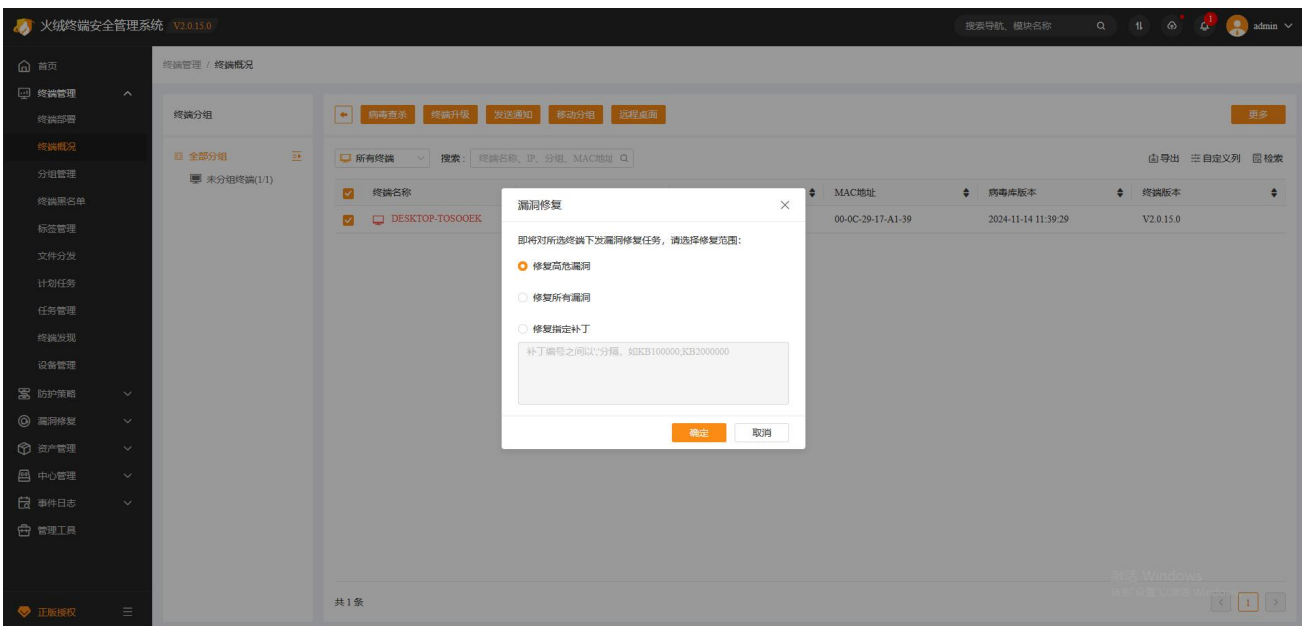 火绒终端安全管理系统 V2.0.15.0
搜索导航、模块名称
1
admin
首页
终端管理
终端部署
终端概况
分组管理
终端黑名单
标签管理
文件分发
计划任务
任务管理
终端发现
设备管理
防护策略
漏洞修复
资产管理
中心管理
事件日志
管理工具
正版授权
终端管理 / 终端概况
终端分组
全部分组
未分组终端(1/1)
病毒查杀 终端升级 发送通知 移动分组 远程桌面 更多
所有终端 搜索: 终端名称、IP、分组、MAC地址 导出 自定义列 检索
终端名称 MAC地址 病毒库版本 终端版本
DESKTOP-TOSOOEK 00-0C-29-17-A1-39 2024-11-14 11:39:29 V2.0.15.0
漏洞修复
即将对所选终端下发漏洞修复任务，请选择修复范围:
修复高危漏洞
修复所有漏洞
修复指定补丁
补丁编号之间以";"分隔，如KB100000;KB2000000
确定 取消
共1条
激活 Windows
1